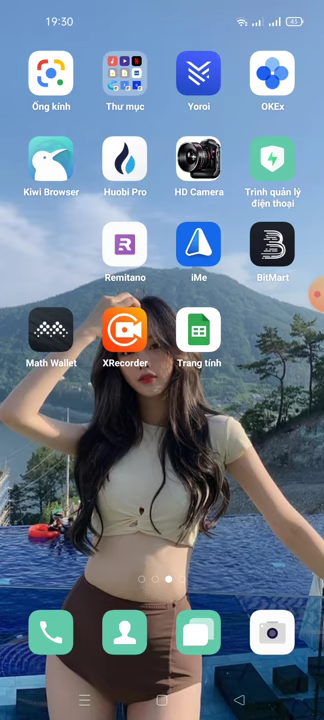 19:30
45
Ống kính
Thư mục
Yoroi
OKEx
Kiwi Browser
Huobi Pro
HD Camera
Trình quản lý
điện thoại
Remitano
iMe
BitMart
Math Wallet
XRecorder
Trang tính